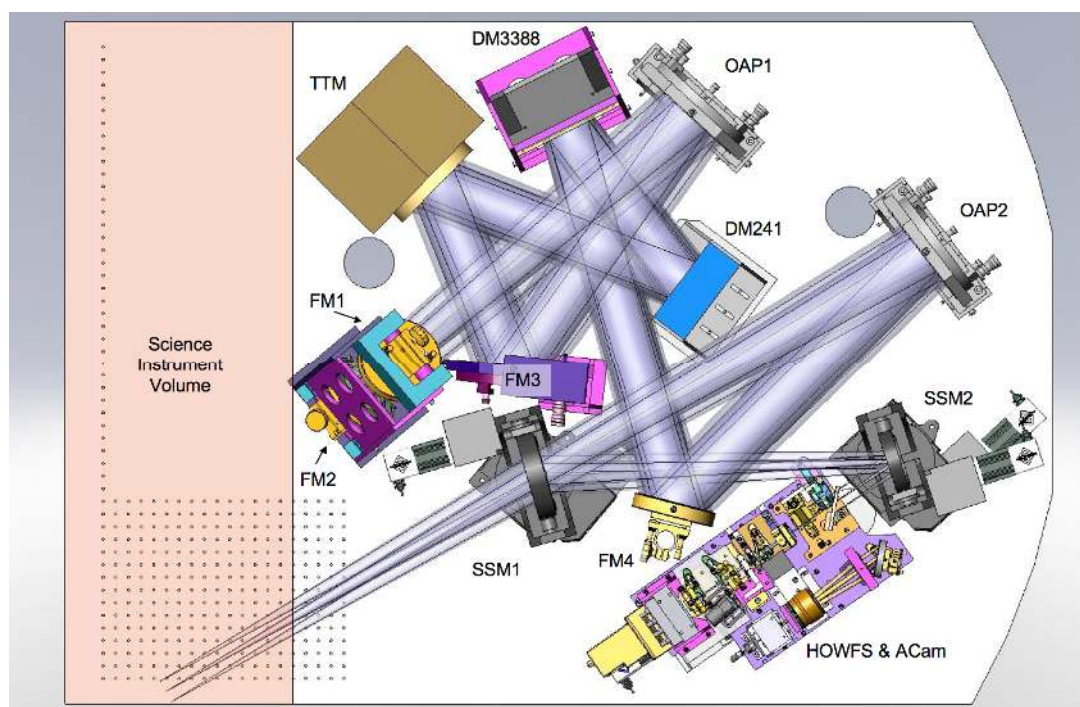 DM3388
OAP1
TTM
OAP2
DM241
FM1
Science
Instrument
Volume
FM3
SSM2
FM2
SSM1
FM4
HOWFS & ACam